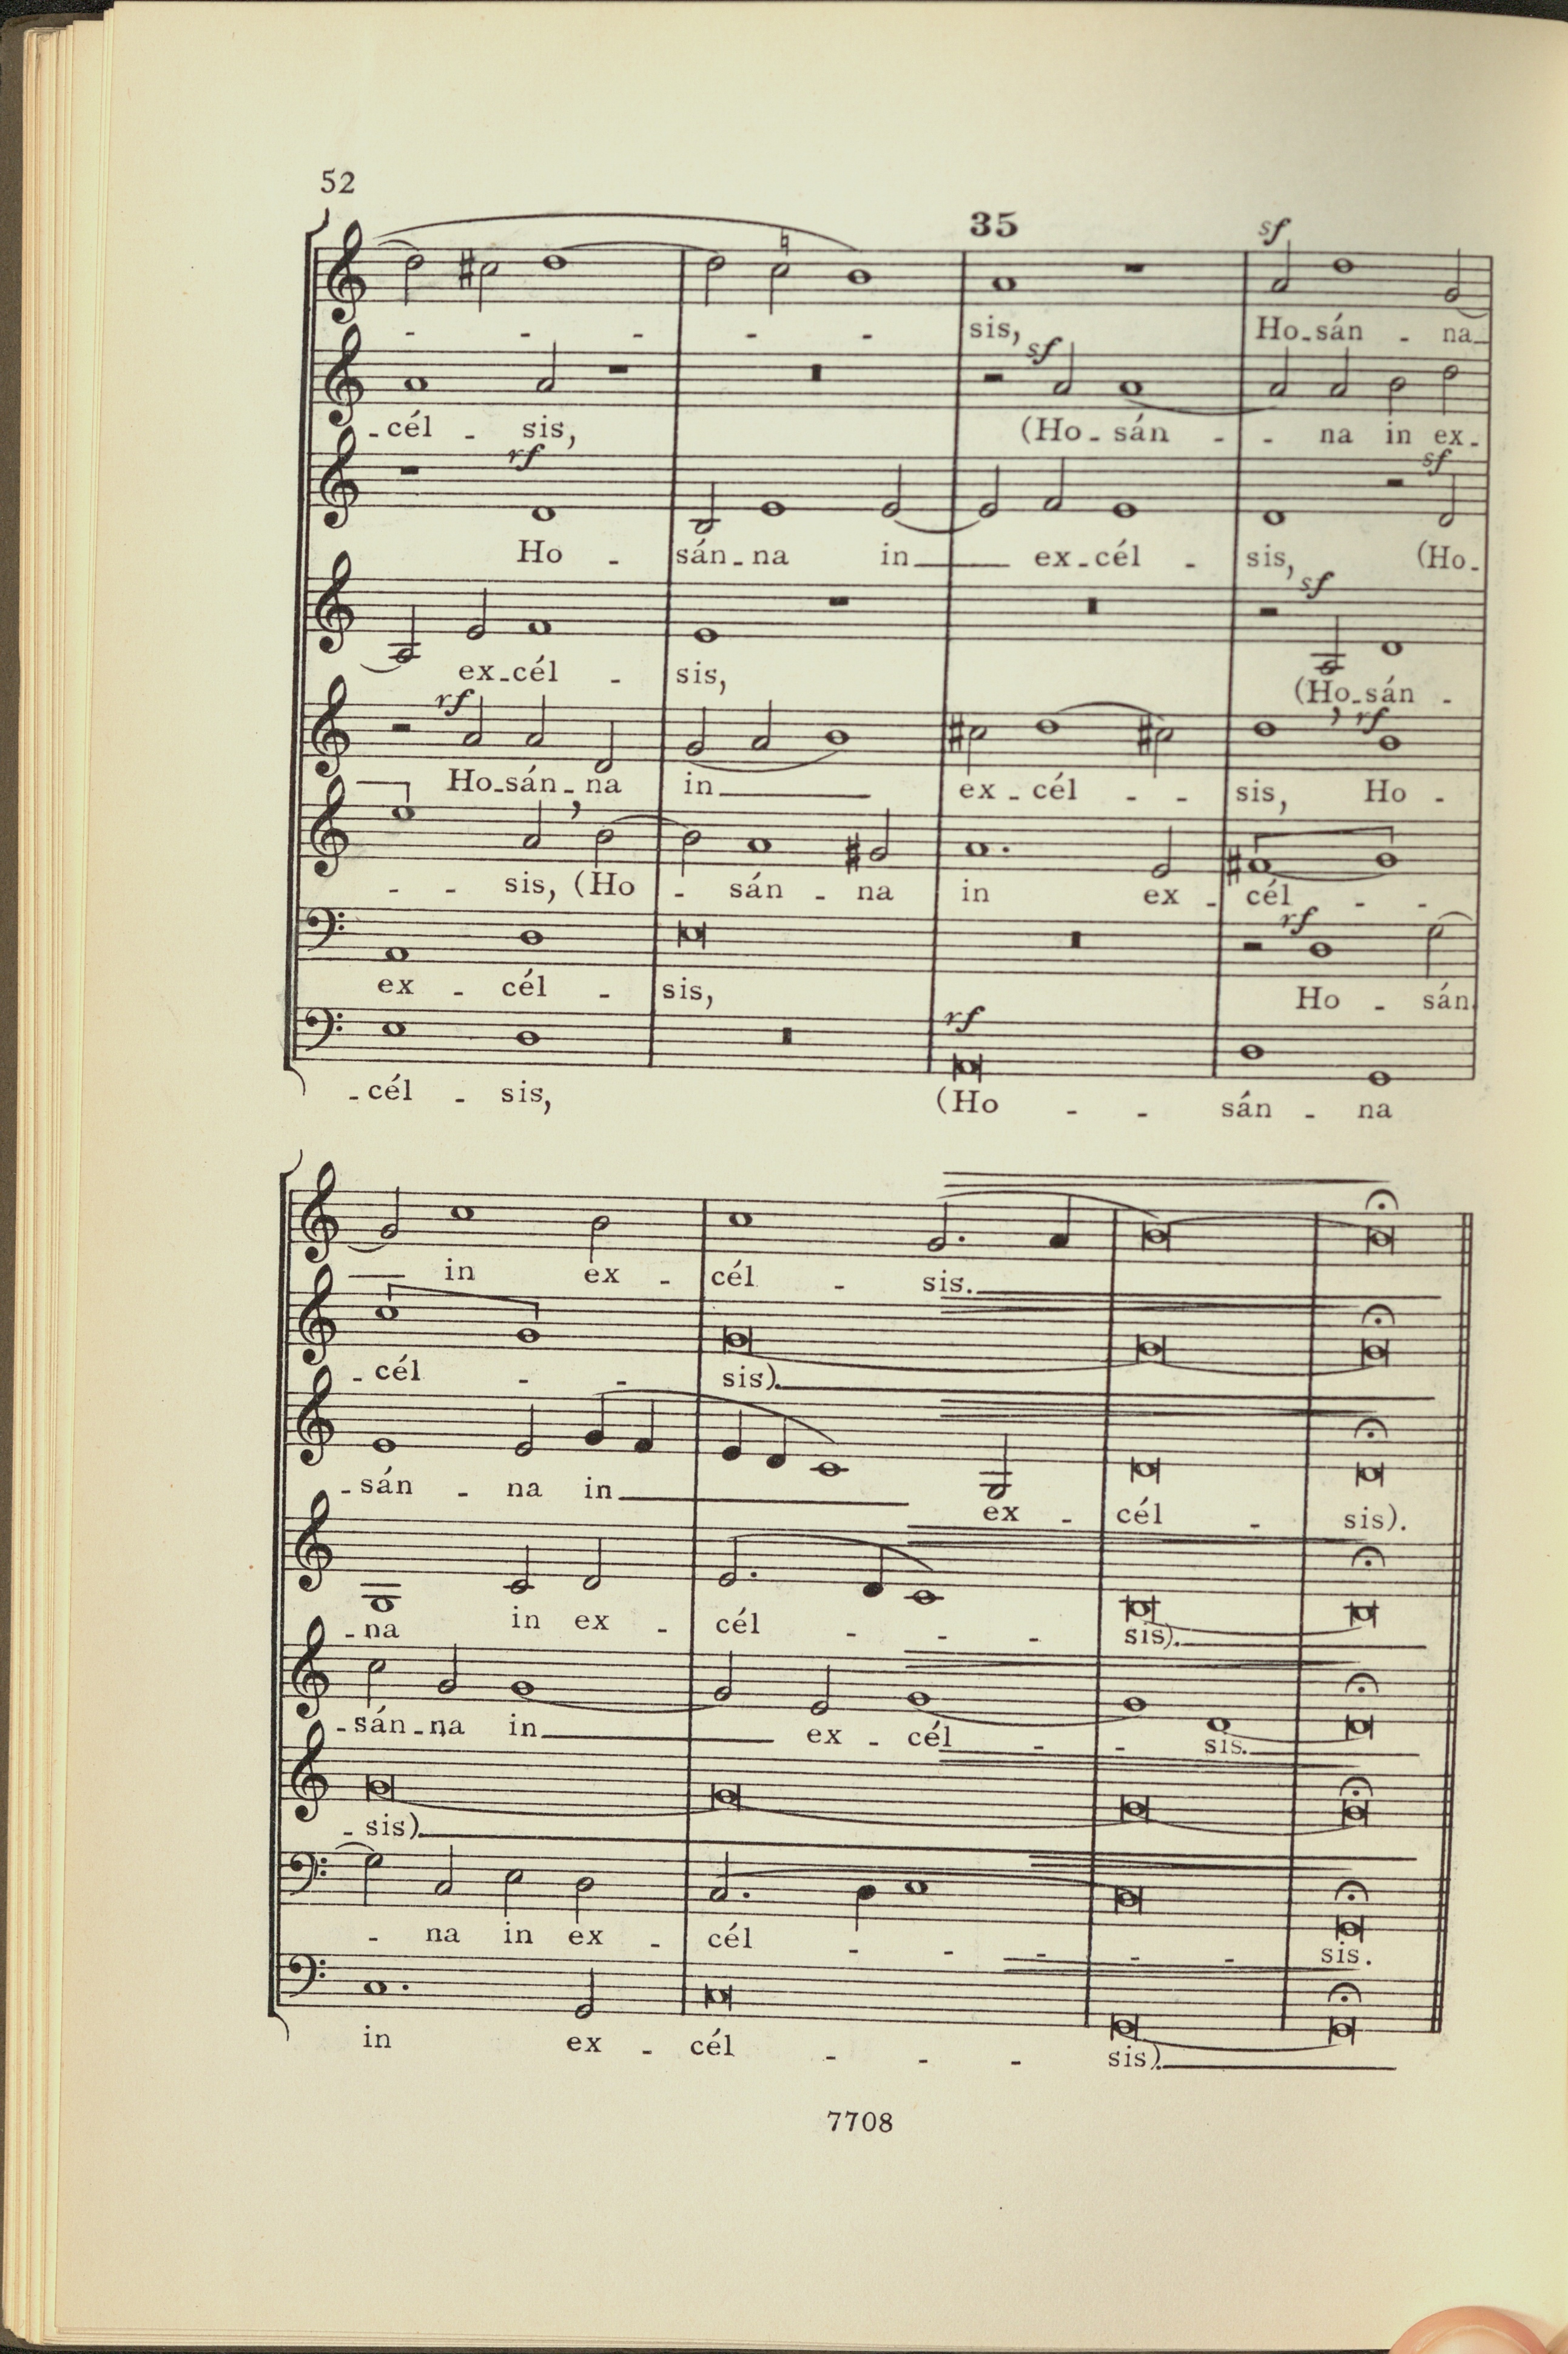 52
35
sf
sis, Ho-sán - na
sf
-cél - sis, (Ho-sán - - na in ex-
rf
sf
Ho - sán-na in ex-cél - sis, (Ho-
sf
ex-cél - sis, (Ho-sán -
rf
rf
Ho-sán-na in ex-cél - - sis, Ho -
- - sis, (Ho - sán - na in ex - cél - -
rf
ex - cél - sis, Ho - sán
rf
-cél - sis, (Ho - - sán - na
in ex - cél - sis.
-cél - - sis).
-sán - na in ex - cél - sis).
-na in ex - cél - - - sis).
-sán-na in ex - cél - - sis.
-sis)
- na in ex - cél - - - - - sis.
in ex - cél - - - sis).
7708